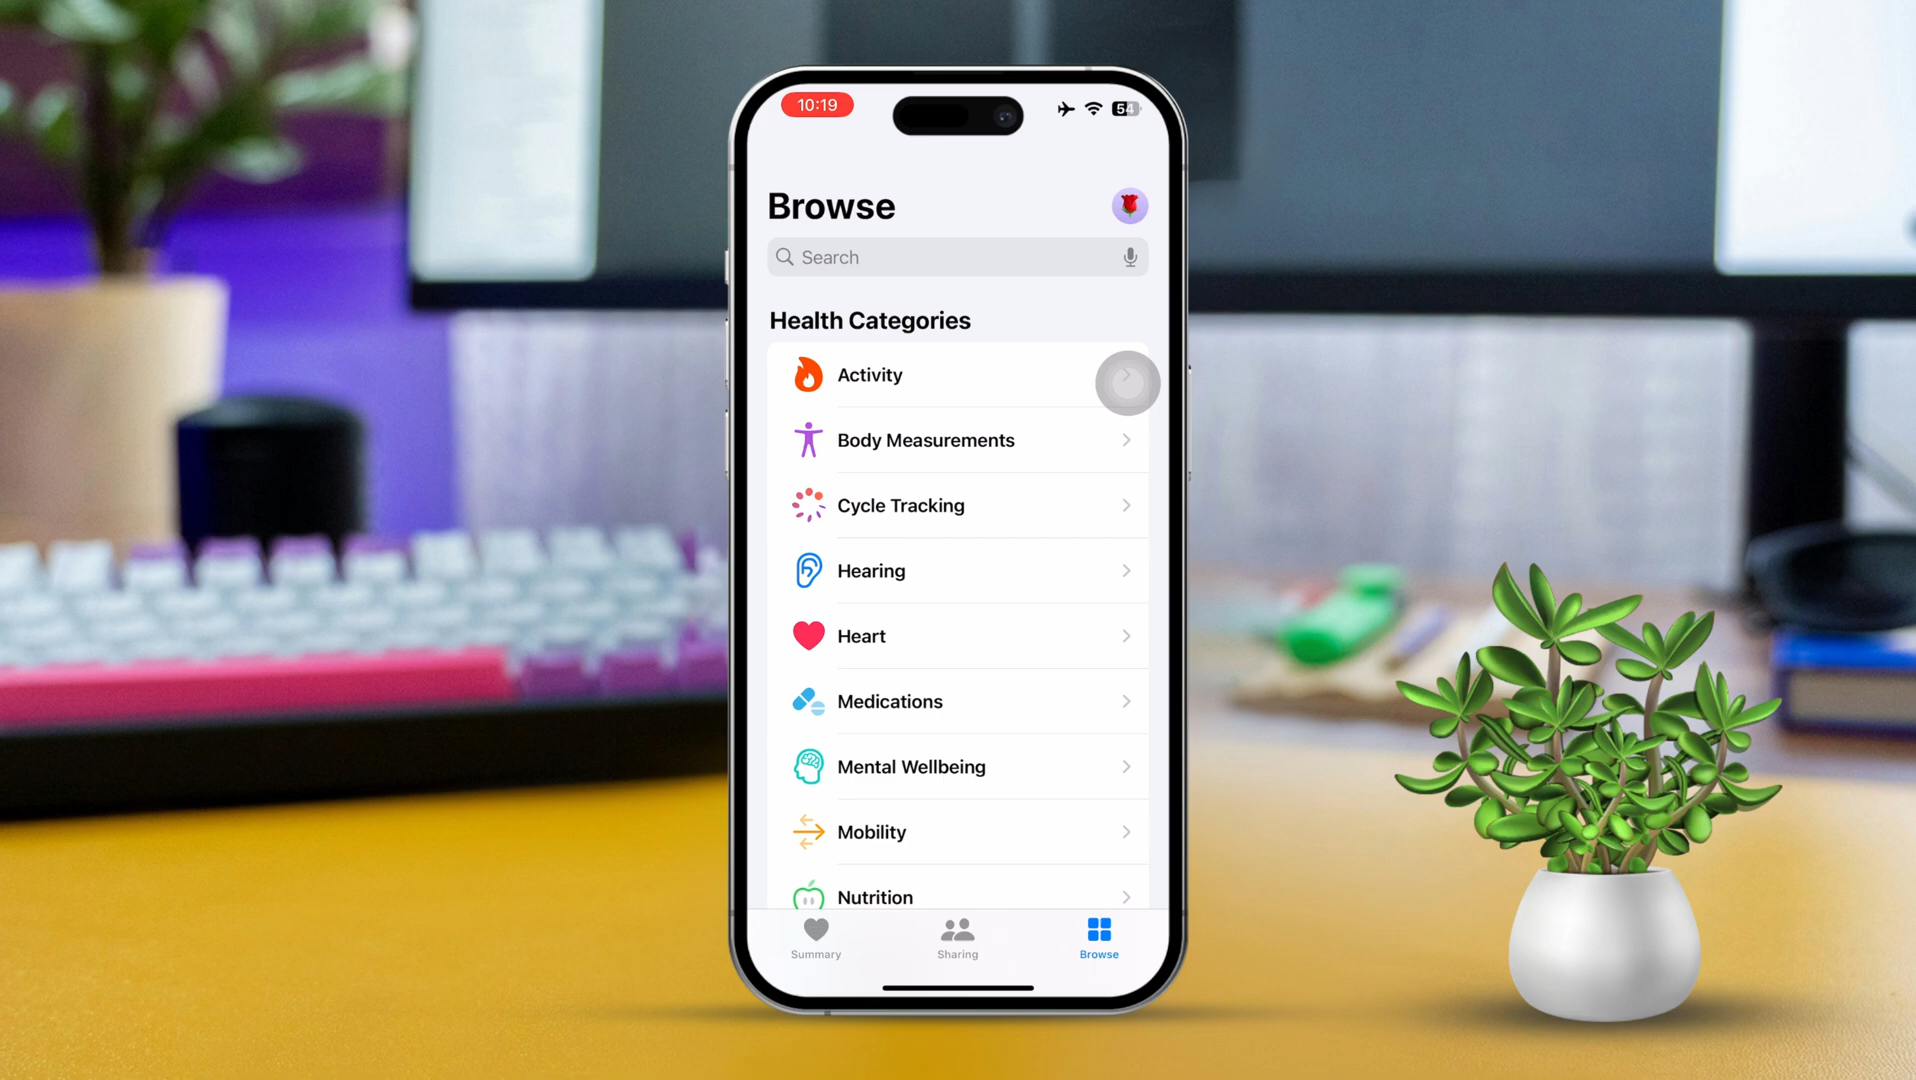 10:19
54
Browse
Search
Health Categories
Activity
Body Measurements
Cycle Tracking
Hearing
Heart
Medications
Mental Wellbeing
Mobility
Nutrition
Summary
Sharing
Browse